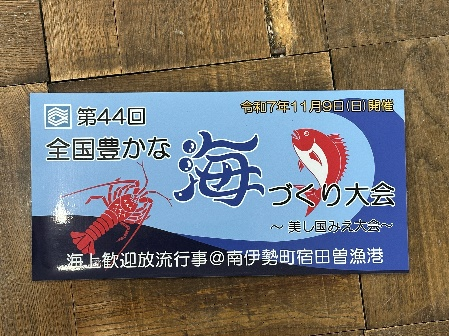 令和7年11月9日(日)開催
第44回
全国豊かな海づくり大会
～美し国みえ大会～
海上歓迎放流行事@南伊勢町宿田曽漁港